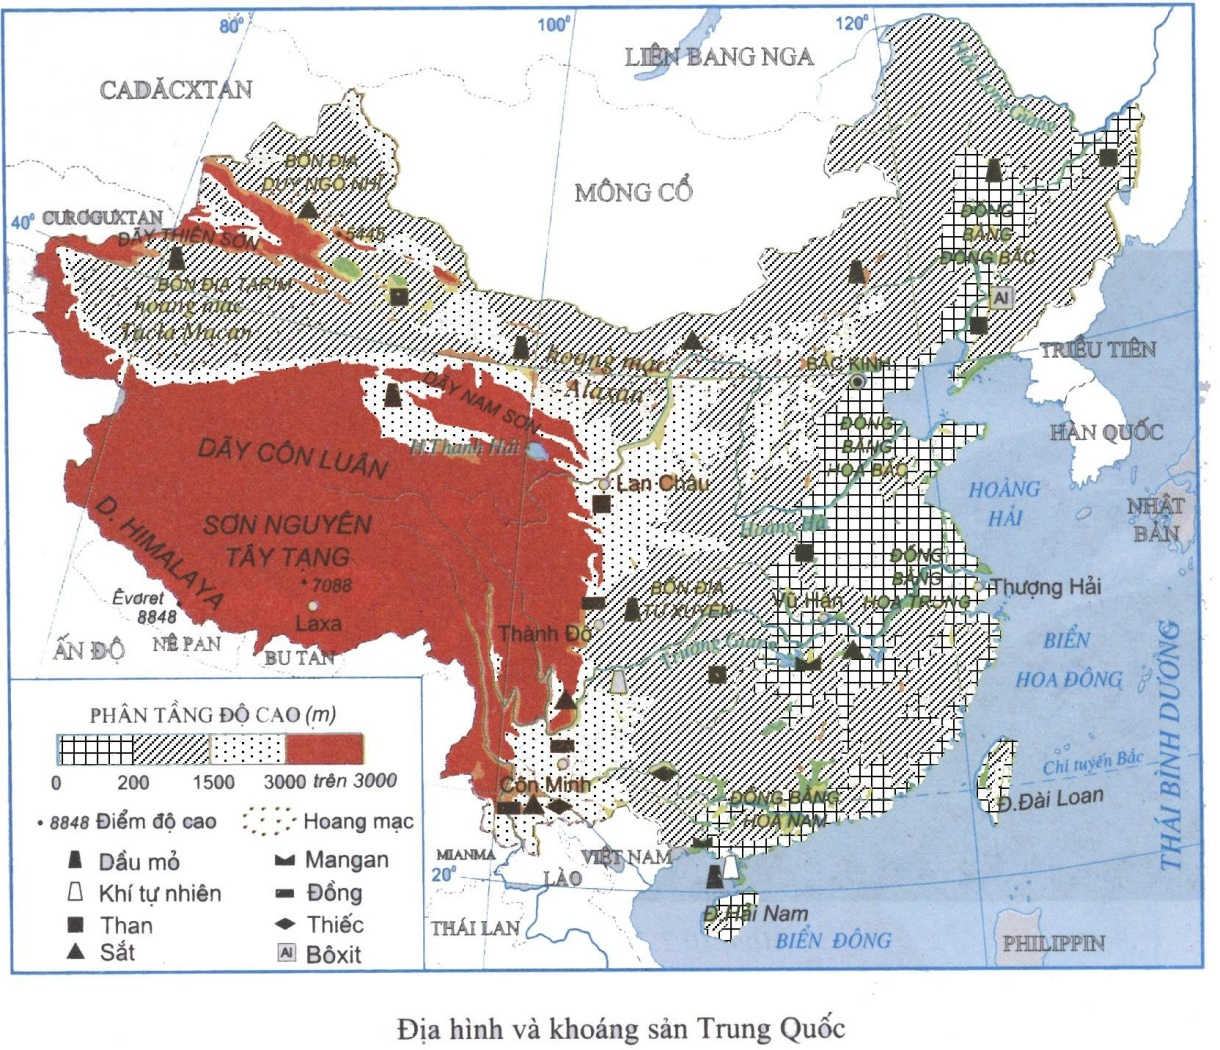 80°
100°
120°
LIÊN BANG NGA
CADĂCXTAN
Hắc Long Giang
BỒN ĐỊA
DUY NGÔ NHĨ
MÔNG CỔ
40°
CUROGUXTAN
DÃY THIÊN SƠN
5445
ĐỒNG
BẰNG
ĐÔNG BẮC
BỒN ĐỊA TARIM
hoang mạc
Tacla Macan
Al
TRIỀU TIÊN
hoang mạc
Alaxan
BẮC KINH
DÃY NAM SƠN
H.Thanh Hải
ĐỒNG
BẰNG
HOA BẮC
HÀN QUỐC
DÃY CÔN LUÂN
Lan Châu
HOÀNG
HẢI
NHẬT
BẢN
D. HIMALAYA
SƠN NGUYÊN
TÂY TẠNG
7088
Hoàng Hà
ĐỒNG
BẰNG
HOA TRUNG
Thượng Hải
Êvơret
8848
Laxa
BỒN ĐỊA
TỨ XUYÊN
Vũ Hán
Thành Đô
Trường Giang
ẤN ĐỘ
NÊ PAN
BU TAN
BIỂN
HOA ĐÔNG
THÁI BÌNH DƯƠNG
PHÂN TẦNG ĐỘ CAO (m)
0 200 1500 3000 trên 3000
Chí tuyến Bắc
Côn Minh
ĐỒNG BẰNG
HOA NAM
Đ.Đài Loan
• 8848 Điểm độ cao
Hoang mạc
Dầu mỏ
Mangan
Khí tự nhiên
Đồng
Than
Thiếc
Sắt
Al Bôxit
MIANMA
20°
VIỆT NAM
LÀO
THÁI LAN
Đ.Hải Nam
BIỂN ĐÔNG
PHILIPPIN
Địa hình và khoáng sản Trung Quốc